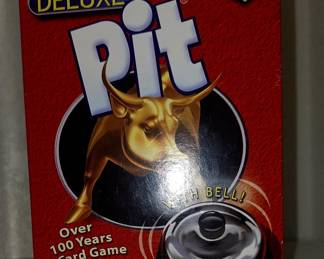 DELUXE
Pit
®
WITH BELL!
Over
100 Years
Card Game